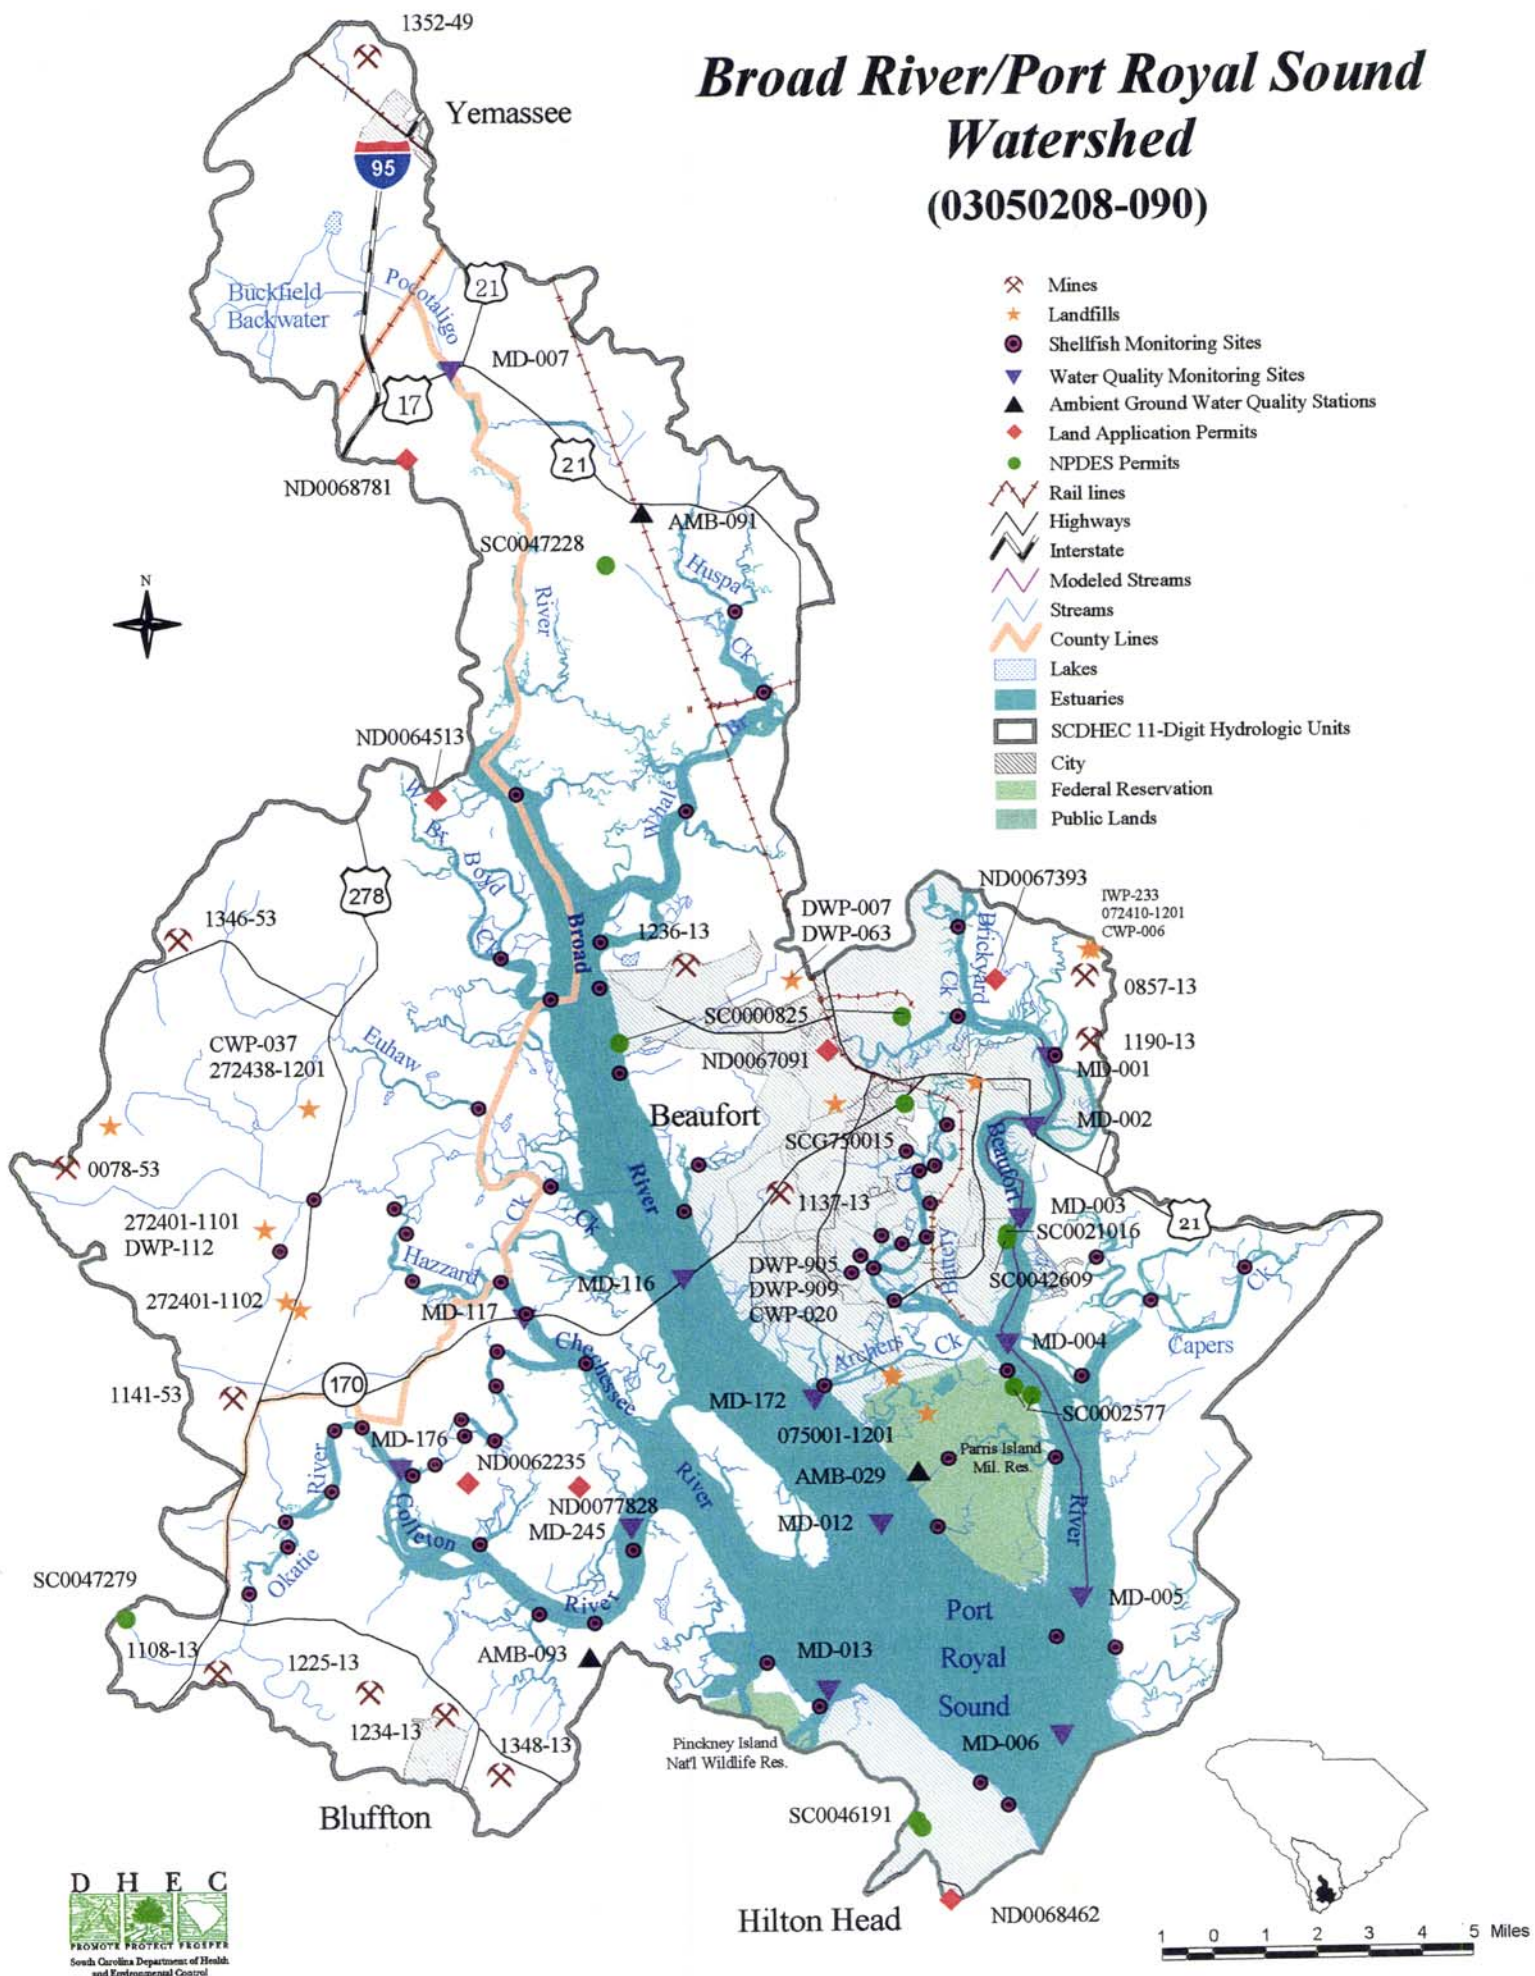 1352-49
Broad River/Port Royal Sound
Watershed
(03050208-090)
Yemassee
95
Buckfield
Backwater
Pocotaligo
21
MD-007
17
21
ND0068781
AMB-091
SC0047228
Huspa
Ck
River
N
Mines
Landfills
Shellfish Monitoring Sites
Water Quality Monitoring Sites
Ambient Ground Water Quality Stations
Land Application Permits
NPDES Permits
Rail lines
Highways
Interstate
Modeled Streams
Streams
County Lines
Lakes
Estuaries
SCDHEC 11-Digit Hydrologic Units
City
Federal Reservation
Public Lands
ND0064513
W.
Br.
Boyd
Ck
Br
Whale
278
1346-53
Broad
1236-13
DWP-007
DWP-063
ND0067393
IWP-233
072410-1201
CWP-006
Brickyard
Ck
0857-13
SC0000825
1190-13
CWP-037
272438-1201
Euhaw
ND0067091
MD-001
Beaufort
MD-002
SCG750015
0078-53
River
Ck
Ck
Ck
Beaufort
1137-13
MD-003
21
SC0021016
272401-1101
DWP-112
Hazzard
MD-116
DWP-905
DWP-909
CWP-020
Battery
SC0042609
Ck
272401-1102
MD-117
Chechessee
Archers
Ck
MD-004
Capers
1141-53
170
MD-172
SC0002577
MD-176
075001-1201
River
ND0062235
River
AMB-029
Parris Island
Mil. Res.
ND0077828
MD-245
Colleton
MD-012
River
Okatie
SC0047279
River
Port
Royal
Sound
MD-005
1108-13
1225-13
AMB-093
MD-013
1234-13
1348-13
Pinckney Island
Nat'l Wildlife Res.
MD-006
Bluffton
SC0046191
Hilton Head
ND0068462
D H E C
PROMOTE PROTECT PROSPER
South Carolina Department of Health
and Environmental Control
1 0 1 2 3 4 5 Miles